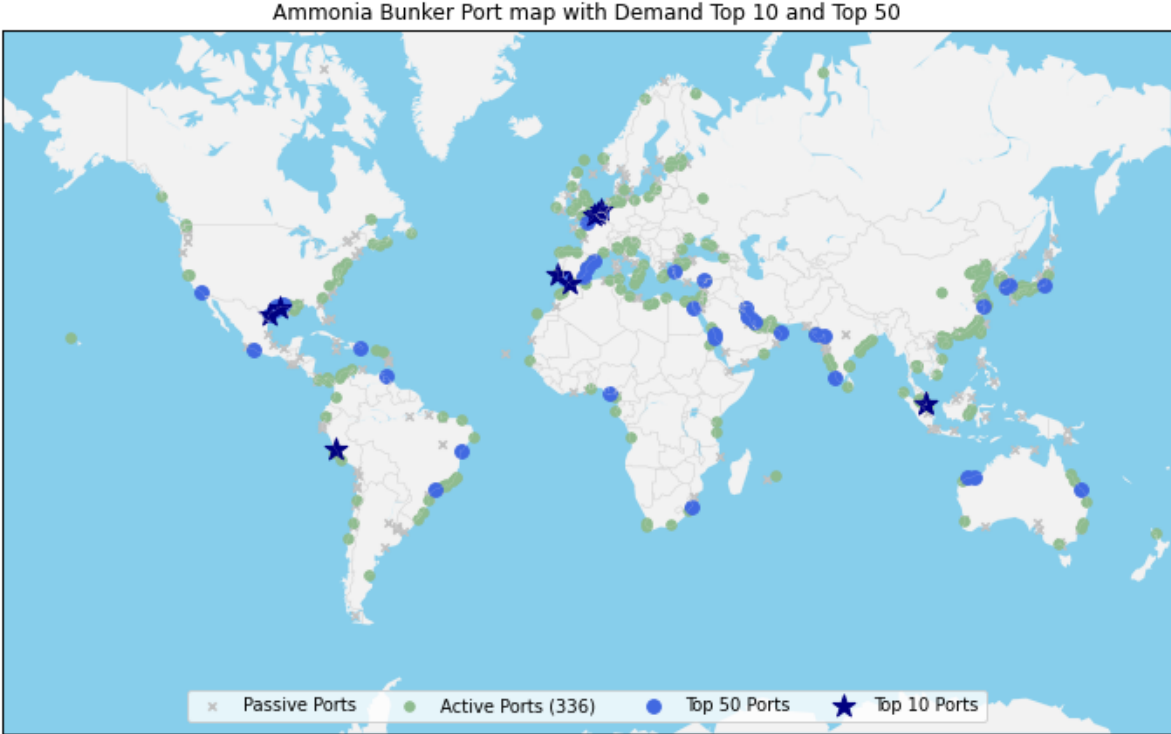 Ammonia Bunker Port map with Demand Top 10 and Top 50
Passive Ports Active Ports (336) Top 50 Ports Top 10 Ports